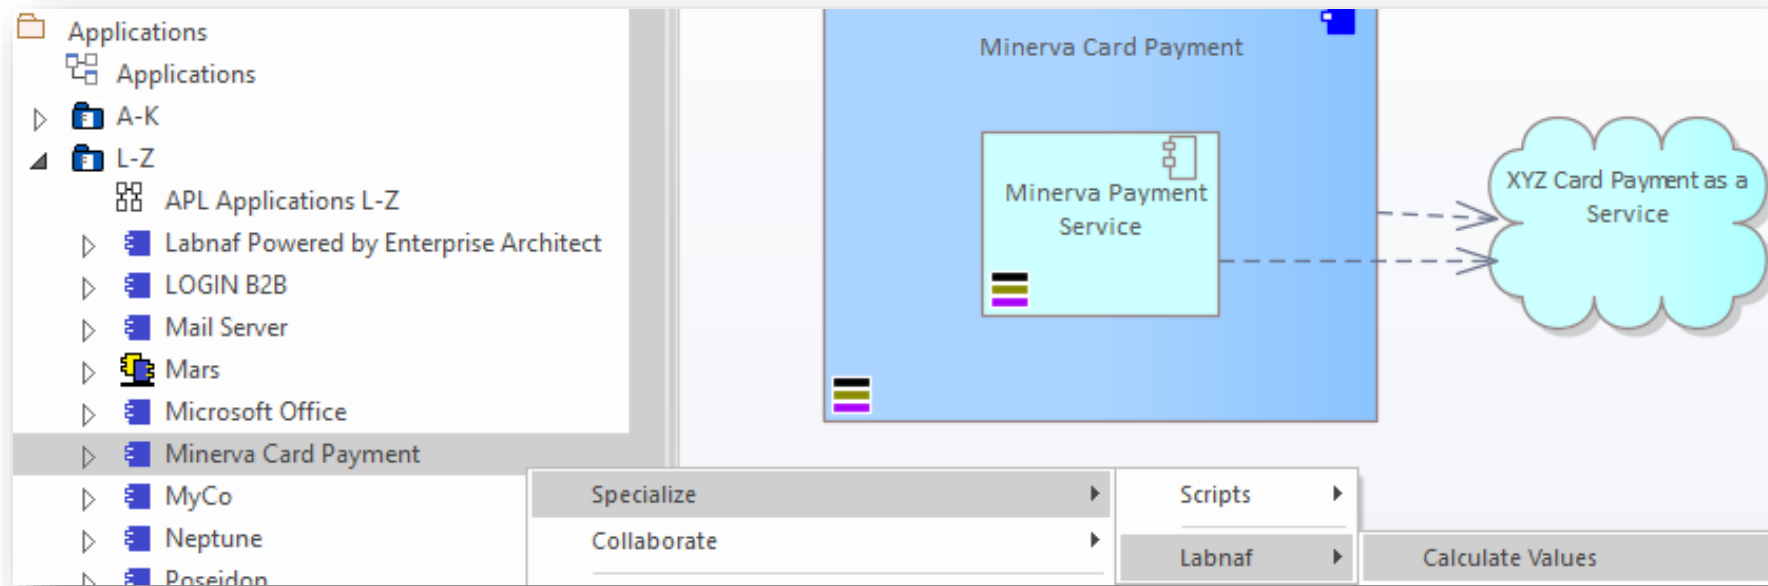 Applications
Applications
A-K
L-Z
APL Applications L-Z
Labnaf Powered by Enterprise Architect
LOGIN B2B
Mail Server
Mars
Microsoft Office
Minerva Card Payment
MyCo
Neptune
Poseidon
Minerva Card Payment
Minerva Payment
Service
XYZ Card Payment as a
Service
Specialize
Collaborate
Scripts
Labnaf
Calculate Values